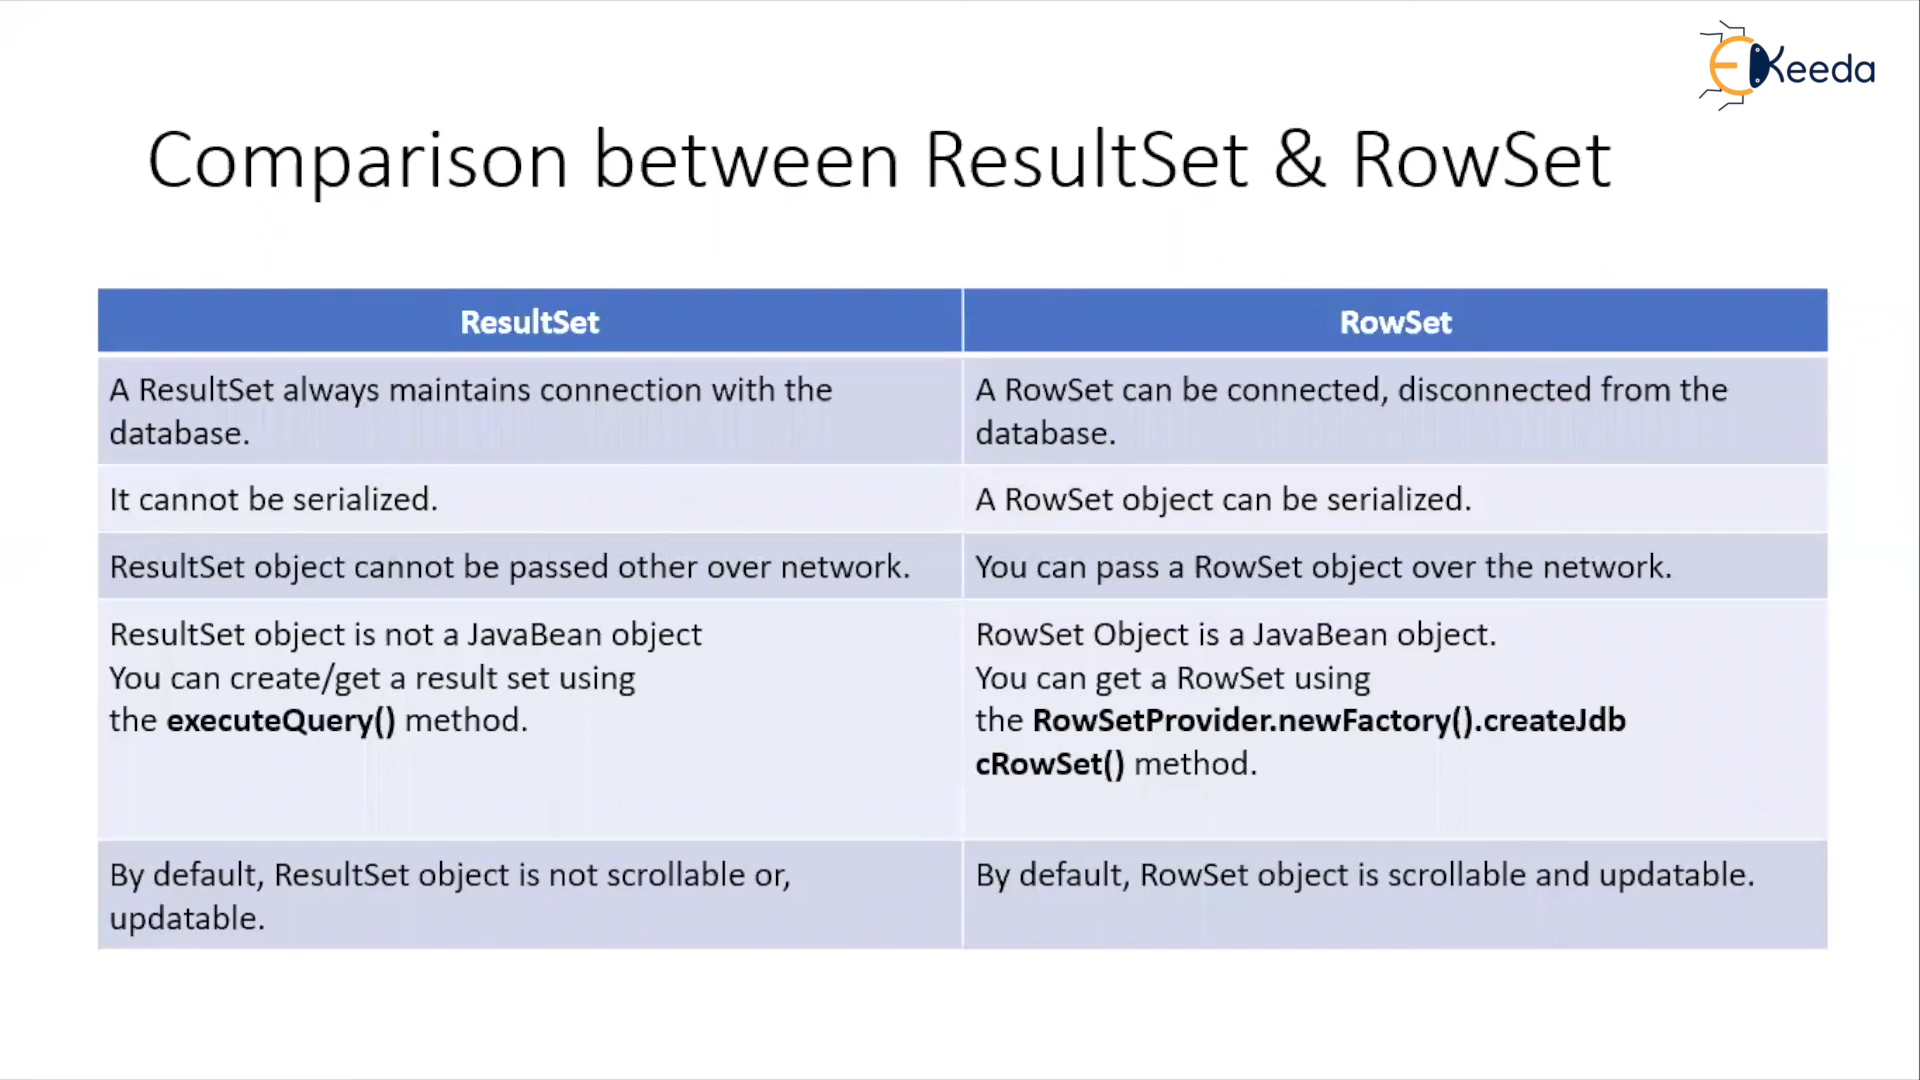 EKeeda
Comparison between ResultSet & RowSet
ResultSet
RowSet
A ResultSet always maintains connection with the
database.
A RowSet can be connected, disconnected from the
database.
It cannot be serialized.
A RowSet object can be serialized.
ResultSet object cannot be passed other over network.
You can pass a RowSet object over the network.
ResultSet object is not a JavaBean object
You can create/get a result set using
the executeQuery() method.
RowSet Object is a JavaBean object.
You can get a RowSet using
the RowSetProvider.newFactory().createJdb
cRowSet() method.
By default, ResultSet object is not scrollable or,
updatable.
By default, RowSet object is scrollable and updatable.